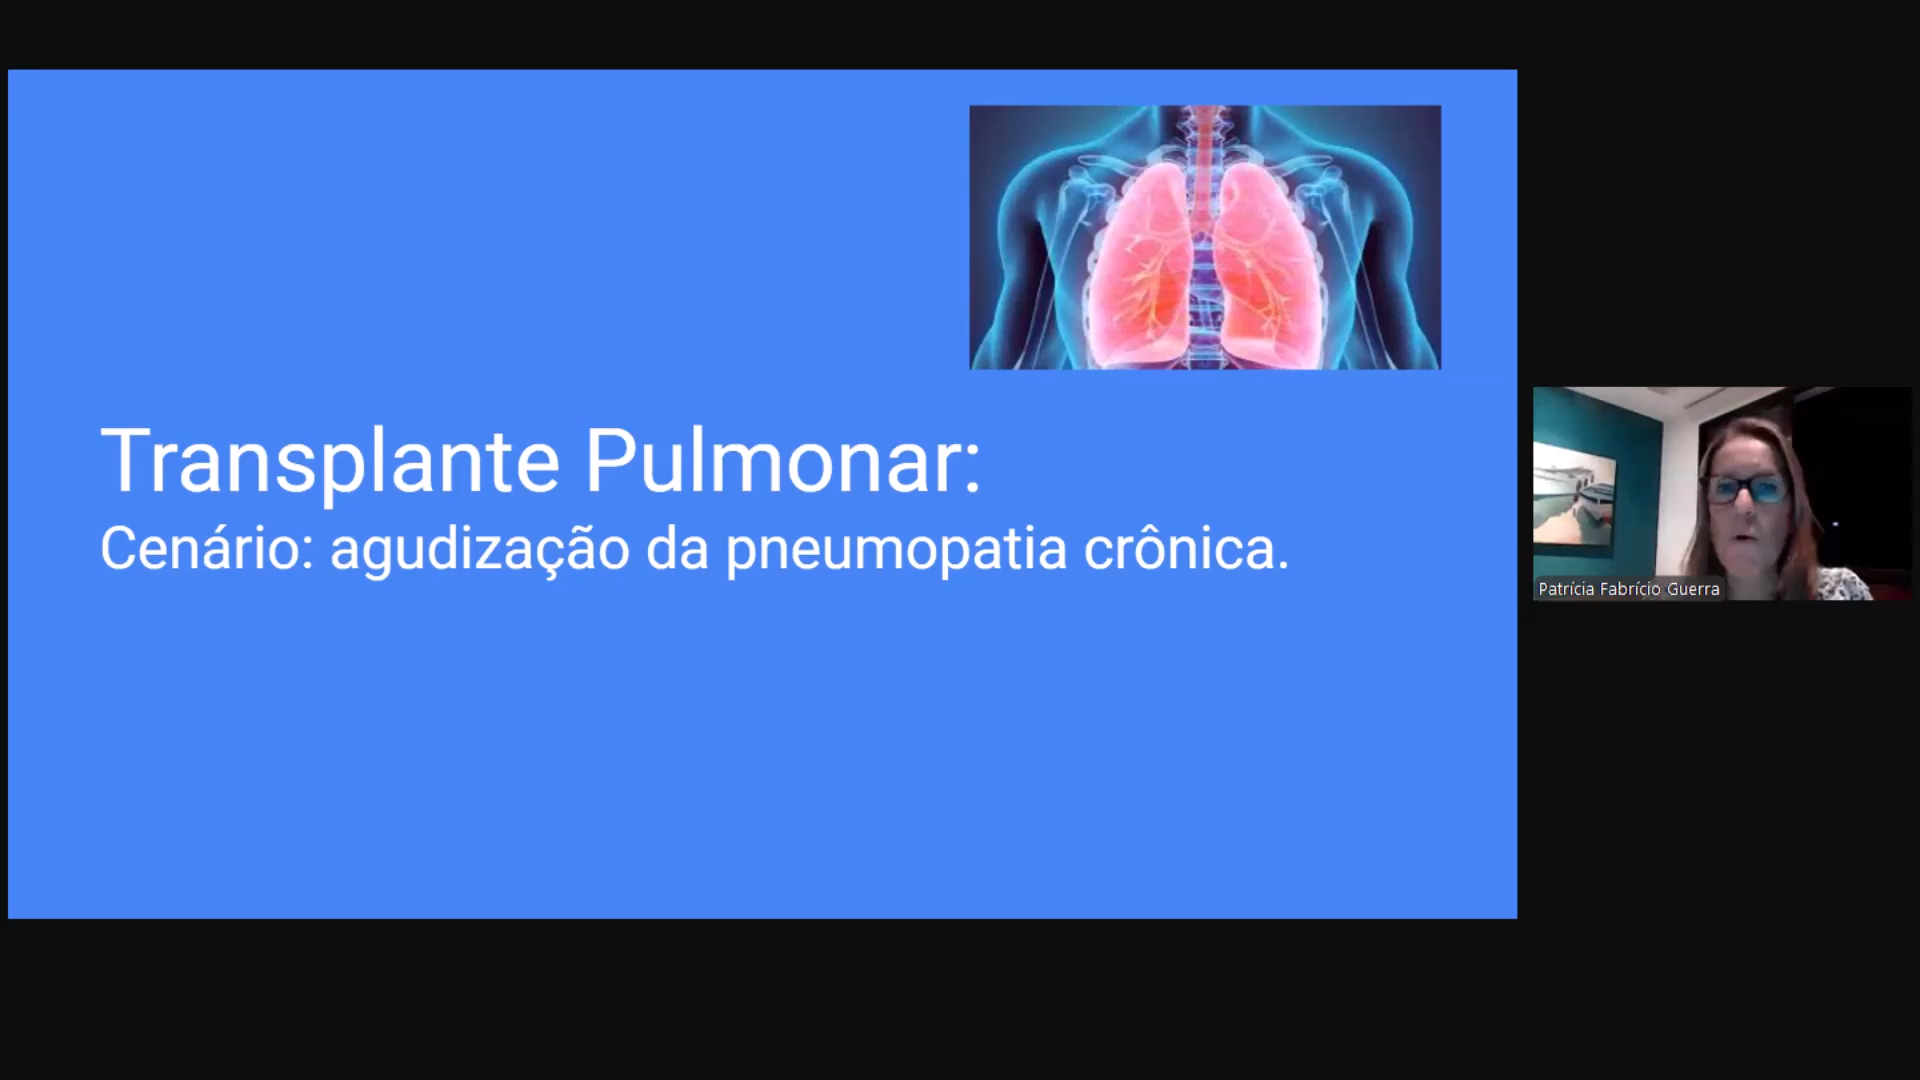 Transplante Pulmonar:
Cenário: agudização da pneumopatia crônica.
Patrícia Fabrício Guerra